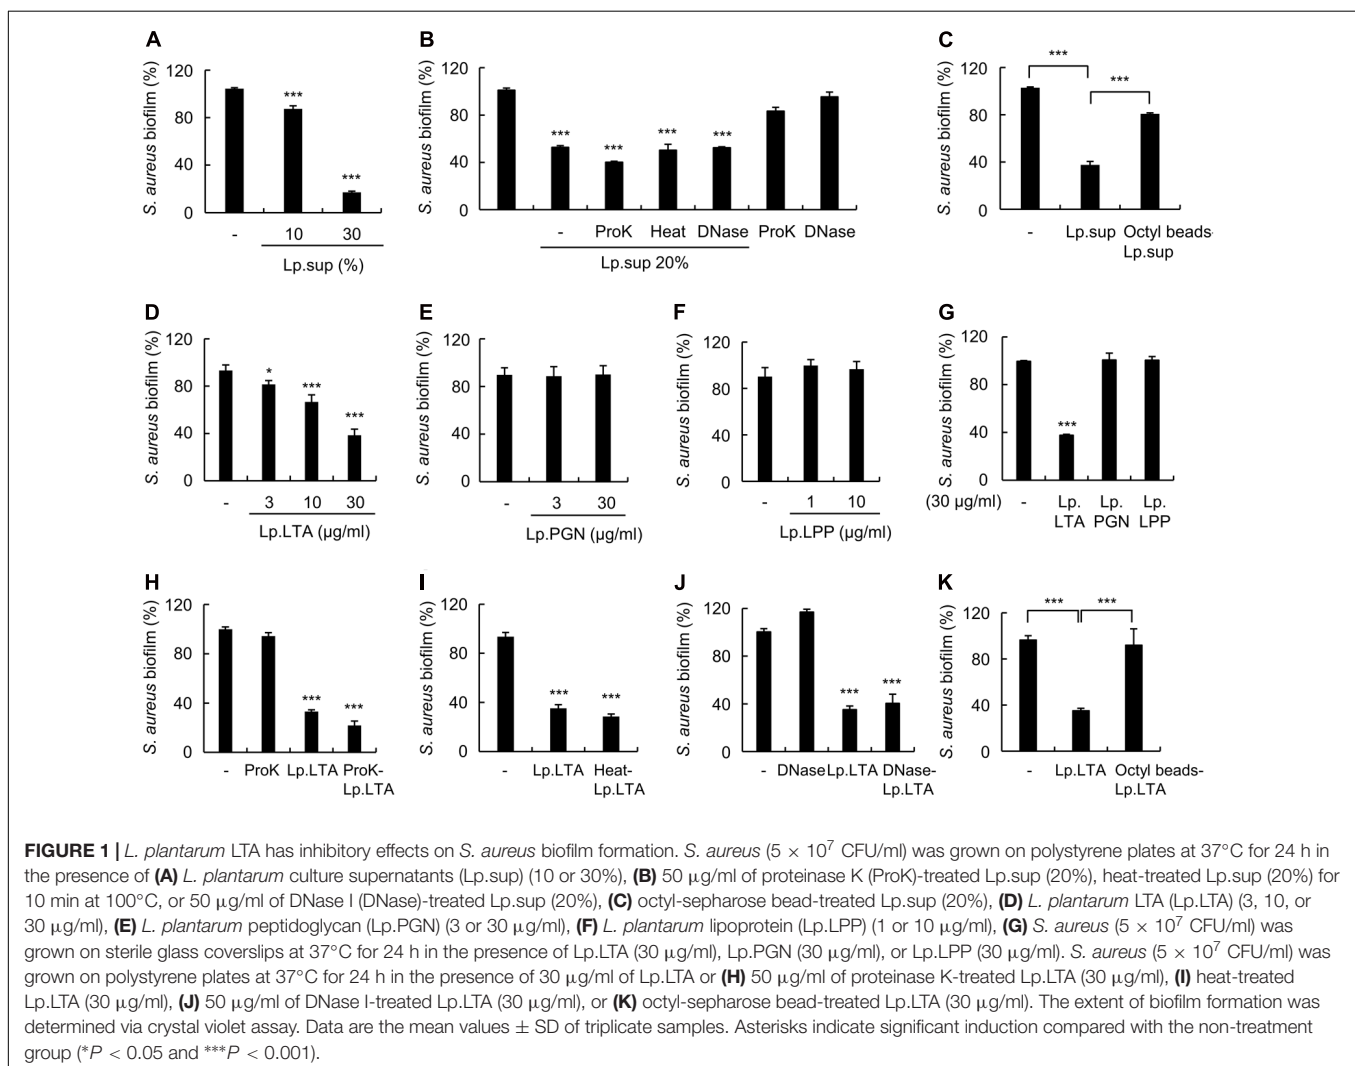 A
S. aureus biofilm (%)
120
80
40
0
***
***
- 10 30
Lp.sup (%)
B
S. aureus biofilm (%)
120
80
40
0
*** *** *** ***
- - ProK Heat DNase ProK DNase
Lp.sup 20%
C
S. aureus biofilm (%)
120
80
40
0
*** ***
- Lp.sup Octyl beads-
Lp.sup
D
S. aureus biofilm (%)
120
80
40
0
* *** ***
- 3 10 30
Lp.LTA (μg/ml)
E
S. aureus biofilm (%)
120
80
40
0
- 3 30
Lp.PGN (μg/ml)
F
S. aureus biofilm (%)
120
80
40
0
- 1 10
Lp.LPP (μg/ml)
G
S. aureus biofilm (%)
120
80
40
0
***
(30 μg/ml) - Lp. Lp. Lp.
LTA PGN LPP
H
S. aureus biofilm (%)
120
80
40
0
*** ***
- ProK Lp.LTA ProK-
Lp.LTA
I
S. aureus biofilm (%)
120
80
40
0
*** ***
- Lp.LTA Heat-
Lp.LTA
J
S. aureus biofilm (%)
120
80
40
0
*** ***
- DNase Lp.LTA DNase-
Lp.LTA
K
S. aureus biofilm (%)
120
80
40
0
*** ***
- Lp.LTA Octyl beads-
Lp.LTA
FIGURE 1 | L. plantarum LTA has inhibitory effects on S. aureus biofilm formation. S. aureus (5 × 10⁷ CFU/ml) was grown on polystyrene plates at 37°C for 24 h in
the presence of (A) L. plantarum culture supernatants (Lp.sup) (10 or 30%), (B) 50 μg/ml of proteinase K (ProK)-treated Lp.sup (20%), heat-treated Lp.sup (20%) for
10 min at 100°C, or 50 μg/ml of DNase I (DNase)-treated Lp.sup (20%), (C) octyl-sepharose bead-treated Lp.sup (20%), (D) L. plantarum LTA (Lp.LTA) (3, 10, or
30 μg/ml), (E) L. plantarum peptidoglycan (Lp.PGN) (3 or 30 μg/ml), (F) L. plantarum lipoprotein (Lp.LPP) (1 or 10 μg/ml), (G) S. aureus (5 × 10⁷ CFU/ml) was
grown on sterile glass coverslips at 37°C for 24 h in the presence of Lp.LTA (30 μg/ml), Lp.PGN (30 μg/ml), or Lp.LPP (30 μg/ml). S. aureus (5 × 10⁷ CFU/ml) was
grown on polystyrene plates at 37°C for 24 h in the presence of 30 μg/ml of Lp.LTA or (H) 50 μg/ml of proteinase K-treated Lp.LTA (30 μg/ml), (I) heat-treated
Lp.LTA (30 μg/ml), (J) 50 μg/ml of DNase I-treated Lp.LTA (30 μg/ml), or (K) octyl-sepharose bead-treated Lp.LTA (30 μg/ml). The extent of biofilm formation was
determined via crystal violet assay. Data are the mean values ± SD of triplicate samples. Asterisks indicate significant induction compared with the non-treatment
group (*P < 0.05 and ***P < 0.001).